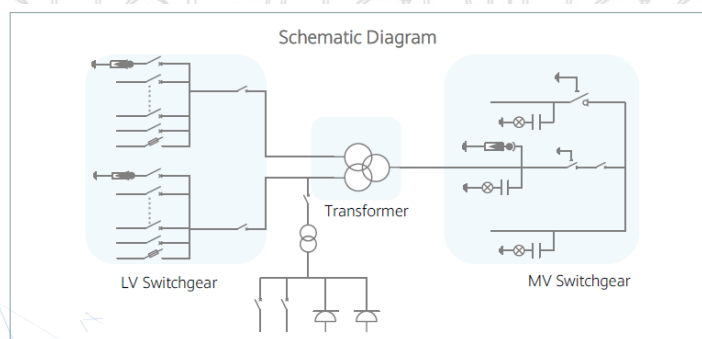 Schematic Diagram
Transformer
LV Switchgear
MV Switchgear